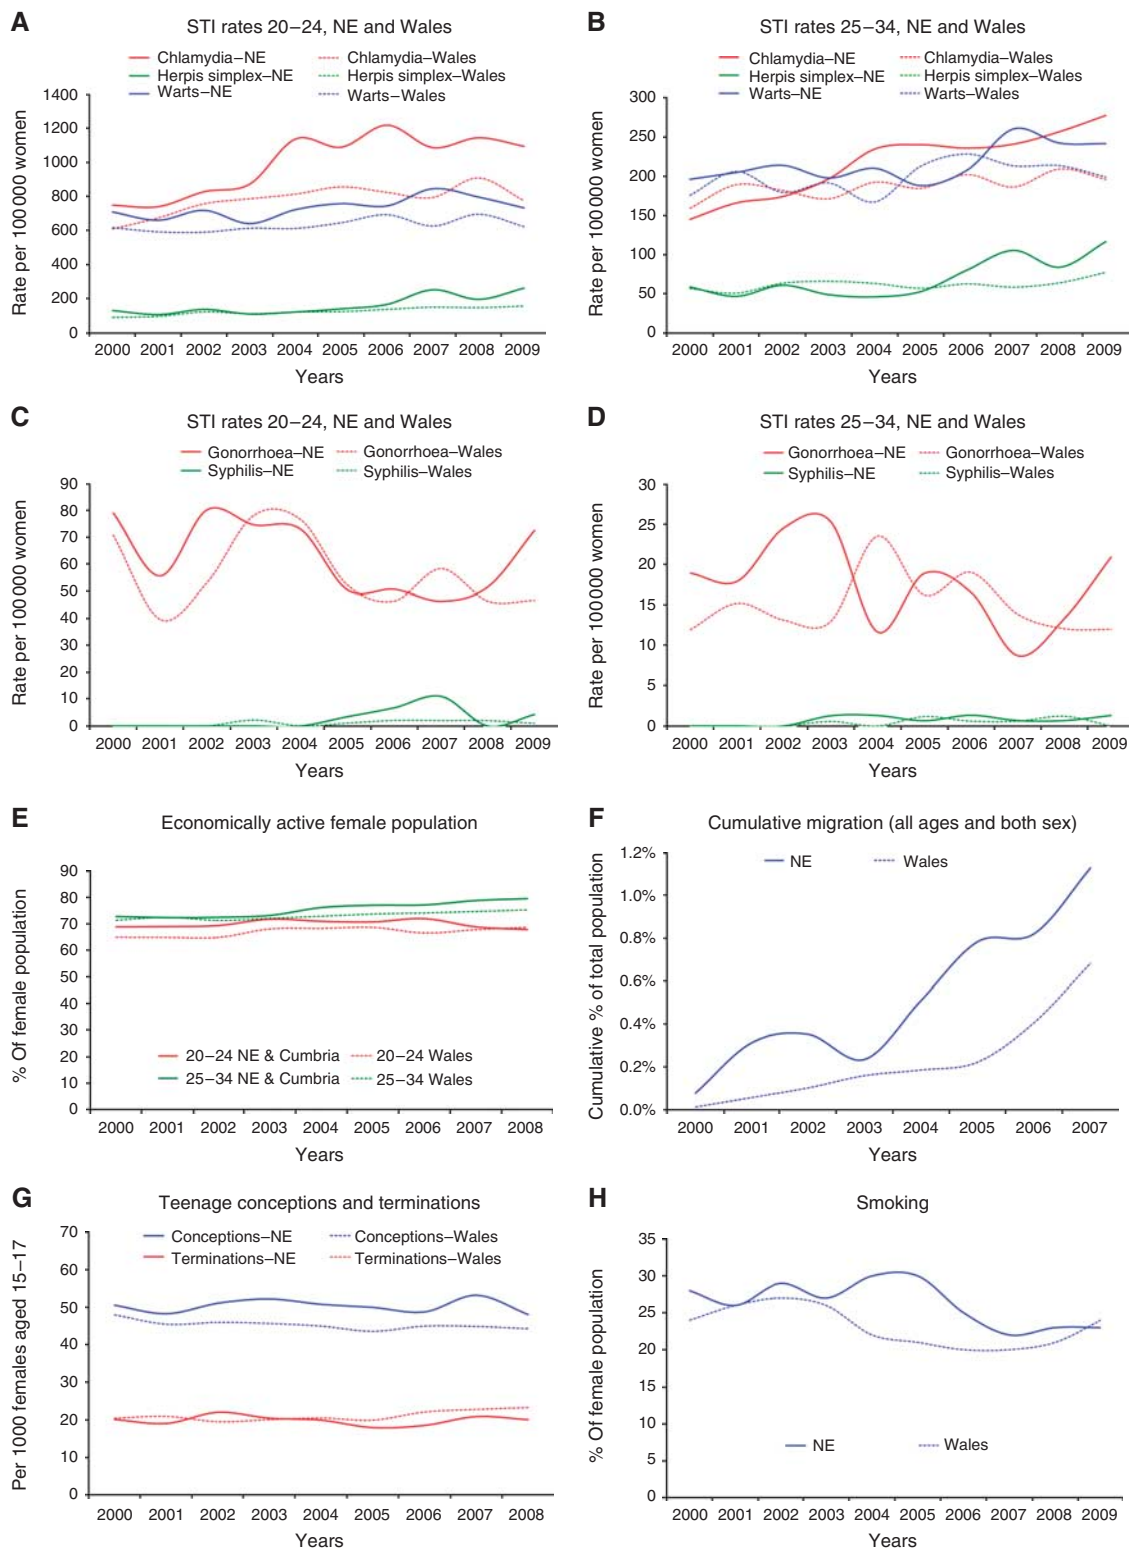 A
STI rates 20–24, NE and Wales
Chlamydia–NE
Chlamydia–Wales
Herpis simplex–NE
Herpis simplex–Wales
Warts–NE
Warts–Wales
Rate per 100 000 women
1400
1200
1000
800
600
400
200
0
2000 2001 2002 2003 2004 2005 2006 2007 2008 2009
Years
B
STI rates 25–34, NE and Wales
Chlamydia–NE
Chlamydia–Wales
Herpis simplex–NE
Herpis simplex–Wales
Warts–NE
Warts–Wales
Rate per 100 000 women
300
250
200
150
100
50
0
2000 2001 2002 2003 2004 2005 2006 2007 2008 2009
Years
C
STI rates 20–24, NE and Wales
Gonorrhoea–NE
Gonorrhoea–Wales
Syphilis–NE
Syphilis–Wales
Rate per 100 000 women
90
80
70
60
50
40
30
20
10
0
2000 2001 2002 2003 2004 2005 2006 2007 2008 2009
Years
D
STI rates 25–34, NE and Wales
Gonorrhoea–NE
Gonorrhoea–Wales
Syphilis–NE
Syphilis–Wales
Rate per 100 000 women
30
25
20
15
10
5
0
2000 2001 2002 2003 2004 2005 2006 2007 2008 2009
Years
E
Economically active female population
% Of female population
90
80
70
60
50
40
30
20
10
0
20–24 NE & Cumbria
20–24 Wales
25–34 NE & Cumbria
25–34 Wales
2000 2001 2002 2003 2004 2005 2006 2007 2008
Years
F
Cumulative migration (all ages and both sex)
NE
Wales
Cumulative % of total population
1.2%
1.0%
0.8%
0.6%
0.4%
0.2%
0.0%
2000 2001 2002 2003 2004 2005 2006 2007
Years
G
Teenage conceptions and terminations
Conceptions–NE
Conceptions–Wales
Terminations–NE
Terminations–Wales
Per 1000 females aged 15–17
70
60
50
40
30
20
10
0
2000 2001 2002 2003 2004 2005 2006 2007 2008
Years
H
Smoking
% Of female population
35
30
25
20
15
10
5
0
NE
Wales
2000 2001 2002 2003 2004 2005 2006 2007 2008 2009
Years